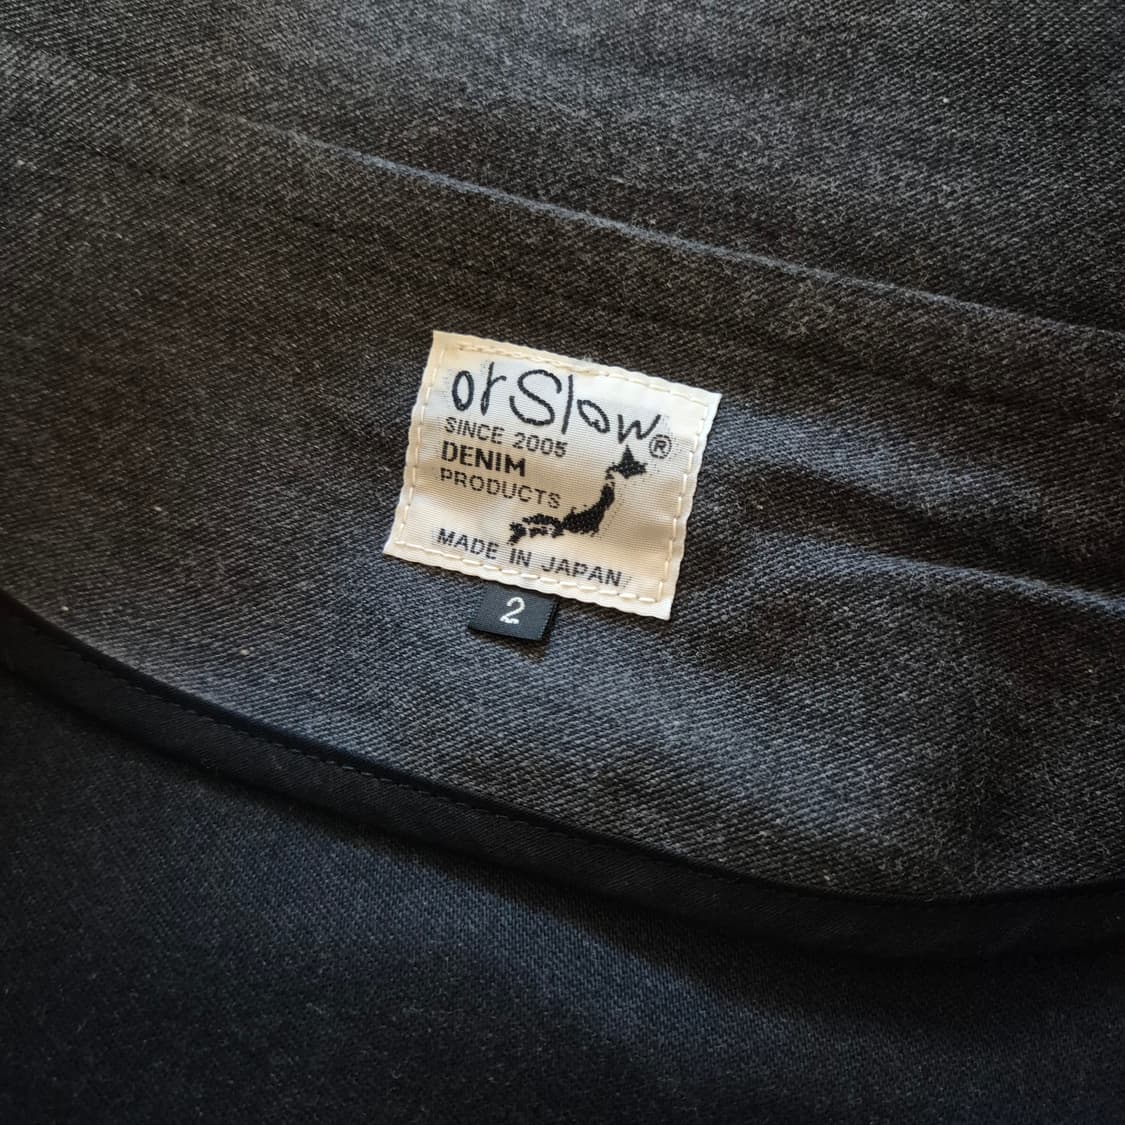 orSlow®
SINCE 2005
DENIM
PRODUCTS
MADE IN JAPAN
2